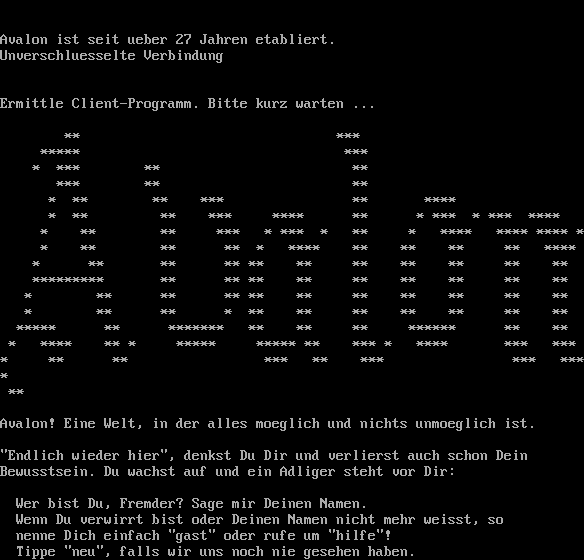 Avalon ist seit ueber 27 Jahren etabliert.
Unverschluesselte Verbindung
Ermittle Client-Programm. Bitte kurz warten ...
Avalon
Avalon! Eine Welt, in der alles moeglich und nichts unmoeglich ist.
"Endlich wieder hier", denkst Du Dir und verlierst auch schon Dein
Bewusstsein. Du wachst auf und ein Adliger steht vor Dir:
Wer bist Du, Fremder? Sage mir Deinen Namen.
Wenn Du verwirrt bist oder Deinen Namen nicht mehr weisst, so
nenne Dich einfach "gast" oder rufe um "hilfe"!
Tippe "neu", falls wir uns noch nie gesehen haben.